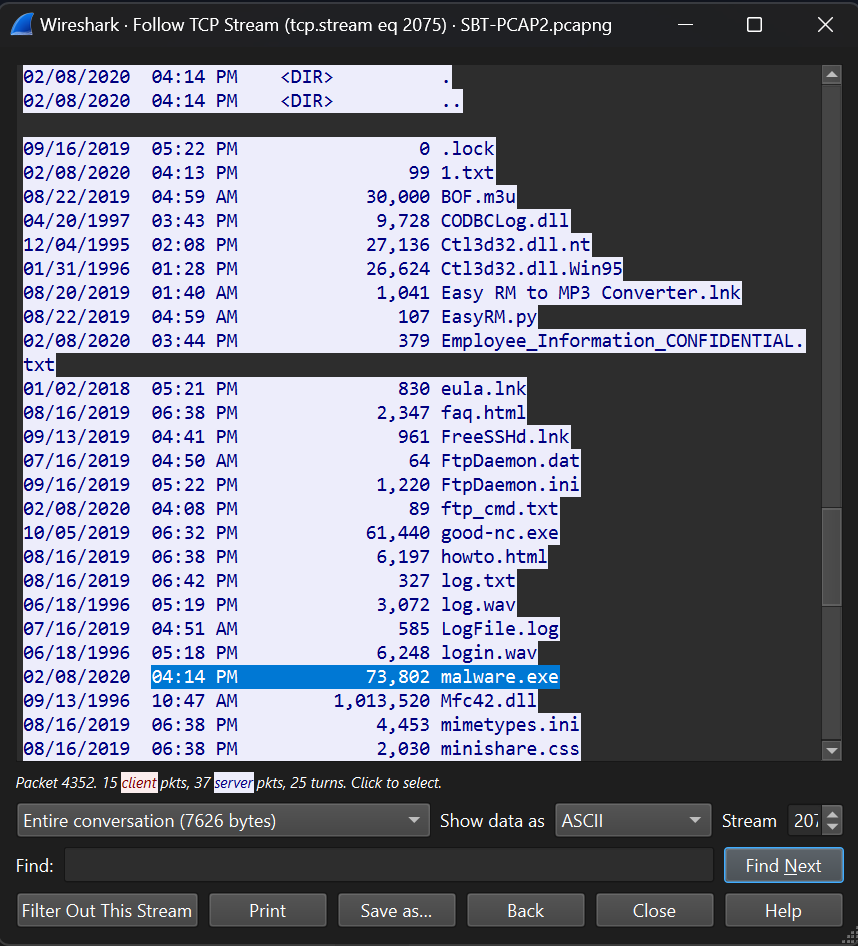 Wireshark · Follow TCP Stream (tcp.stream eq 2075) · SBT-PCAP2.pcapng
02/08/2020  04:14 PM    <DIR>          .
02/08/2020  04:14 PM    <DIR>          ..
09/16/2019  05:22 PM                 0 .lock
02/08/2020  04:13 PM                99 1.txt
08/22/2019  04:59 AM            30,000 BOF.m3u
04/20/1997  03:43 PM             9,728 CODBCLog.dll
12/04/1995  02:08 PM            27,136 Ctl3d32.dll.nt
01/31/1996  01:28 PM            26,624 Ctl3d32.dll.Win95
08/20/2019  01:40 AM             1,041 Easy RM to MP3 Converter.lnk
08/22/2019  04:59 AM               107 EasyRM.py
02/08/2020  03:44 PM               379 Employee_Information_CONFIDENTIAL.
txt
01/02/2018  05:21 PM               830 eula.lnk
08/16/2019  06:38 PM             2,347 faq.html
09/13/2019  04:41 PM               961 FreeSSHd.lnk
07/16/2019  04:50 AM                64 FtpDaemon.dat
09/16/2019  05:22 PM             1,220 FtpDaemon.ini
02/08/2020  04:08 PM                89 ftp_cmd.txt
10/05/2019  06:32 PM            61,440 good-nc.exe
08/16/2019  06:38 PM             6,197 howto.html
08/16/2019  06:42 PM               327 log.txt
06/18/1996  05:19 PM             3,072 log.wav
07/16/2019  04:51 AM               585 LogFile.log
06/18/1996  05:18 PM             6,248 login.wav
02/08/2020  04:14 PM            73,802 malware.exe
09/13/1996  10:47 AM         1,013,520 Mfc42.dll
08/16/2019  06:38 PM             4,453 mimetypes.ini
08/16/2019  06:38 PM             2,030 minishare.css
Packet 4352. 15 client pkts, 37 server pkts, 25 turns. Click to select.
Entire conversation (7626 bytes) Show data as ASCII Stream 207
Find: Find Next
Filter Out This Stream Print Save as... Back Close Help